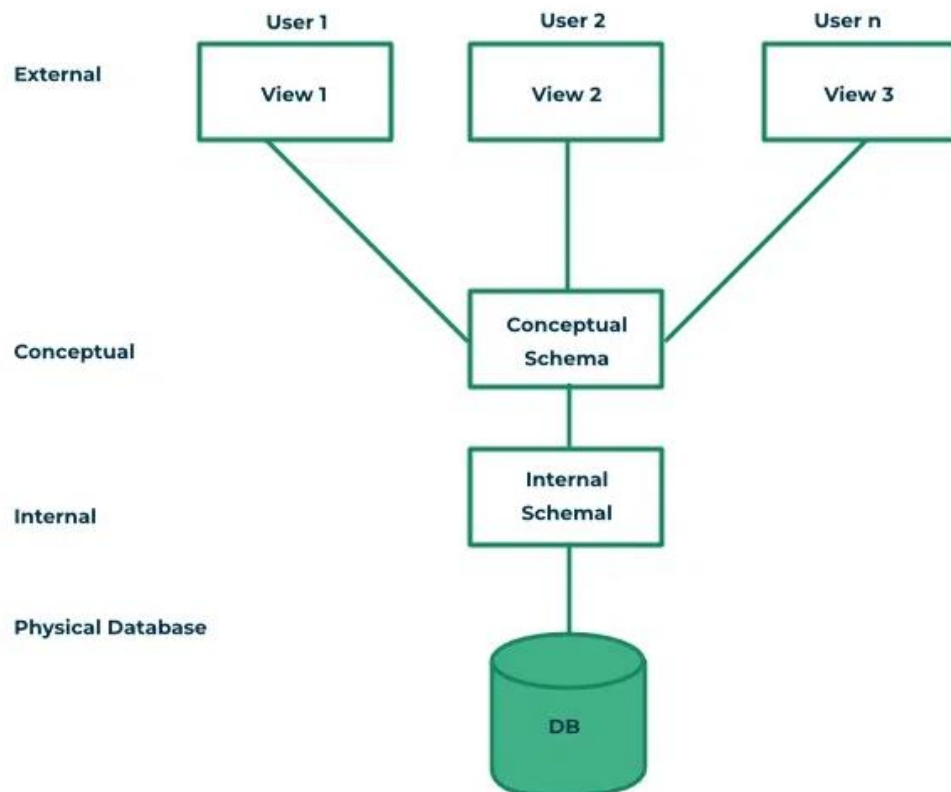 User 1
User 2
User n
External
View 1
View 2
View 3
Conceptual
Conceptual
Schema
Internal
Internal
Schemal
Physical Database
DB